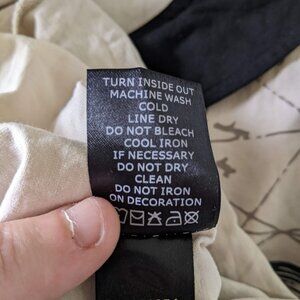 TURN INSIDE OUT
MACHINE WASH
COLD
LINE DRY
DO NOT BLEACH
COOL IRON
IF NECESSARY
DO NOT DRY
CLEAN
DO NOT IRON
ON DECORATION